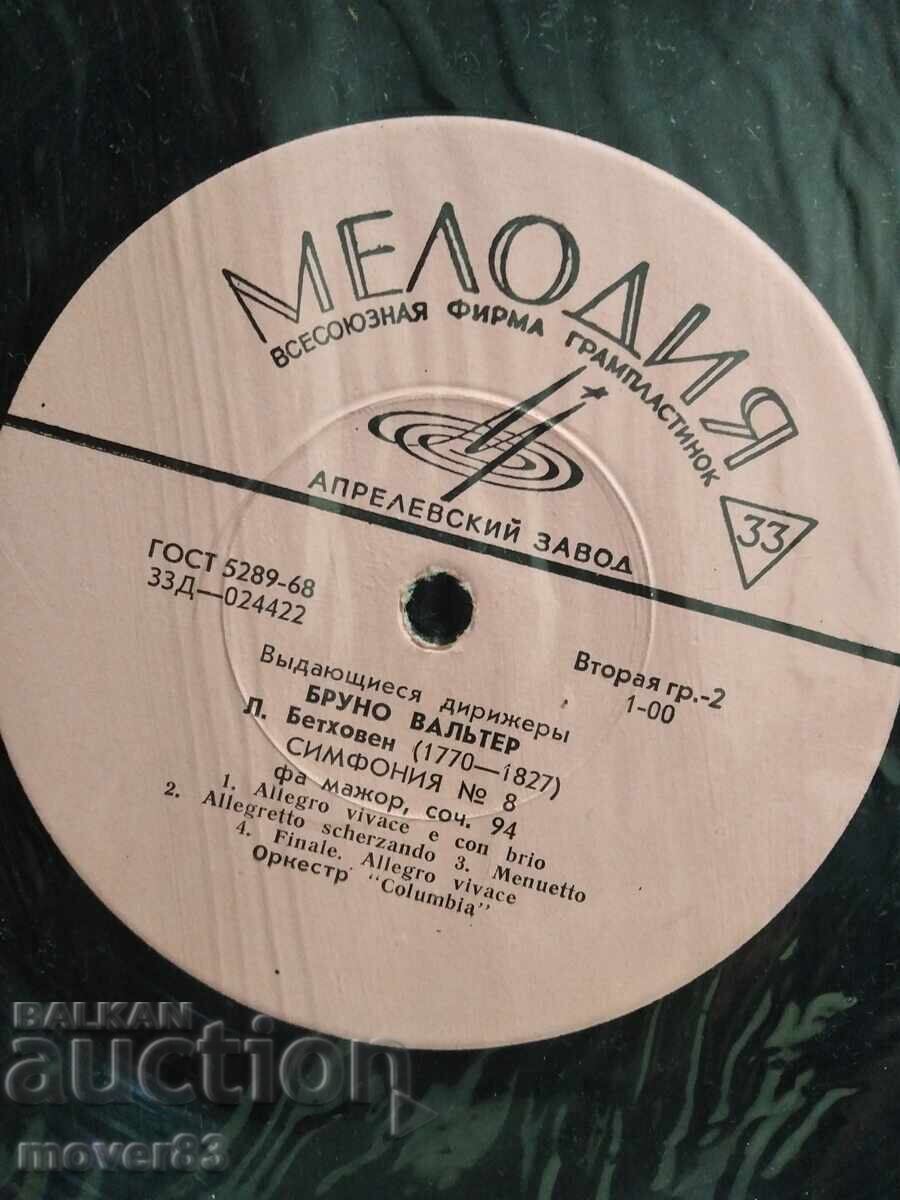 МЕЛОДИЯ
ВСЕСОЮЗНАЯ ФИРМА ГРАМПЛАСТИНОК
33
АПРЕЛЕВСКИЙ ЗАВОД
ГОСТ 5289-68
33Д—024422
Вторая гр.-2
1-00
Выдающиеся дирижеры
БРУНО ВАЛЬТЕР
Л. Бетховен (1770—1827)
СИМФОНИЯ № 8
фа мажор, соч. 94
1. Allegro vivace e con brio
2. Allegretto scherzando 3. Menuetto
4. Finale. Allegro vivace
Оркестр "Columbia"
BALKAN
auction
mover83